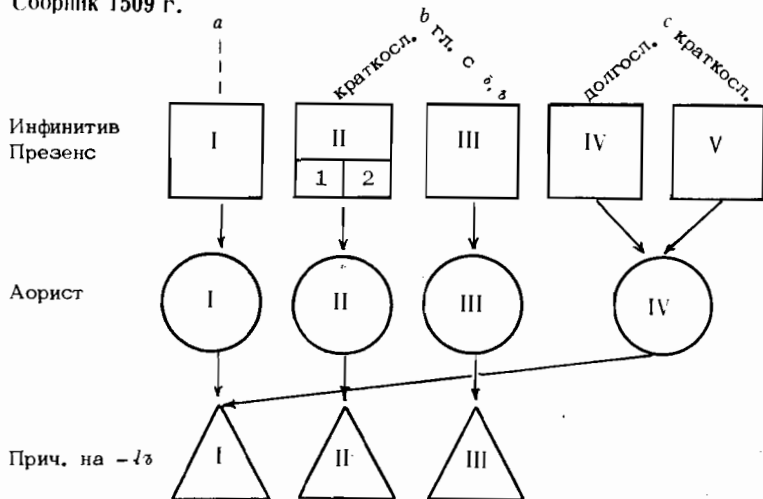 Сборник 1509 г.
a b c
краткосл. гл. с ъ, ь долгосл. краткосл.
Инфинитив I II III IV V
Презенс 1 2
Аорист I II III IV
Прич. на -lъ I II III